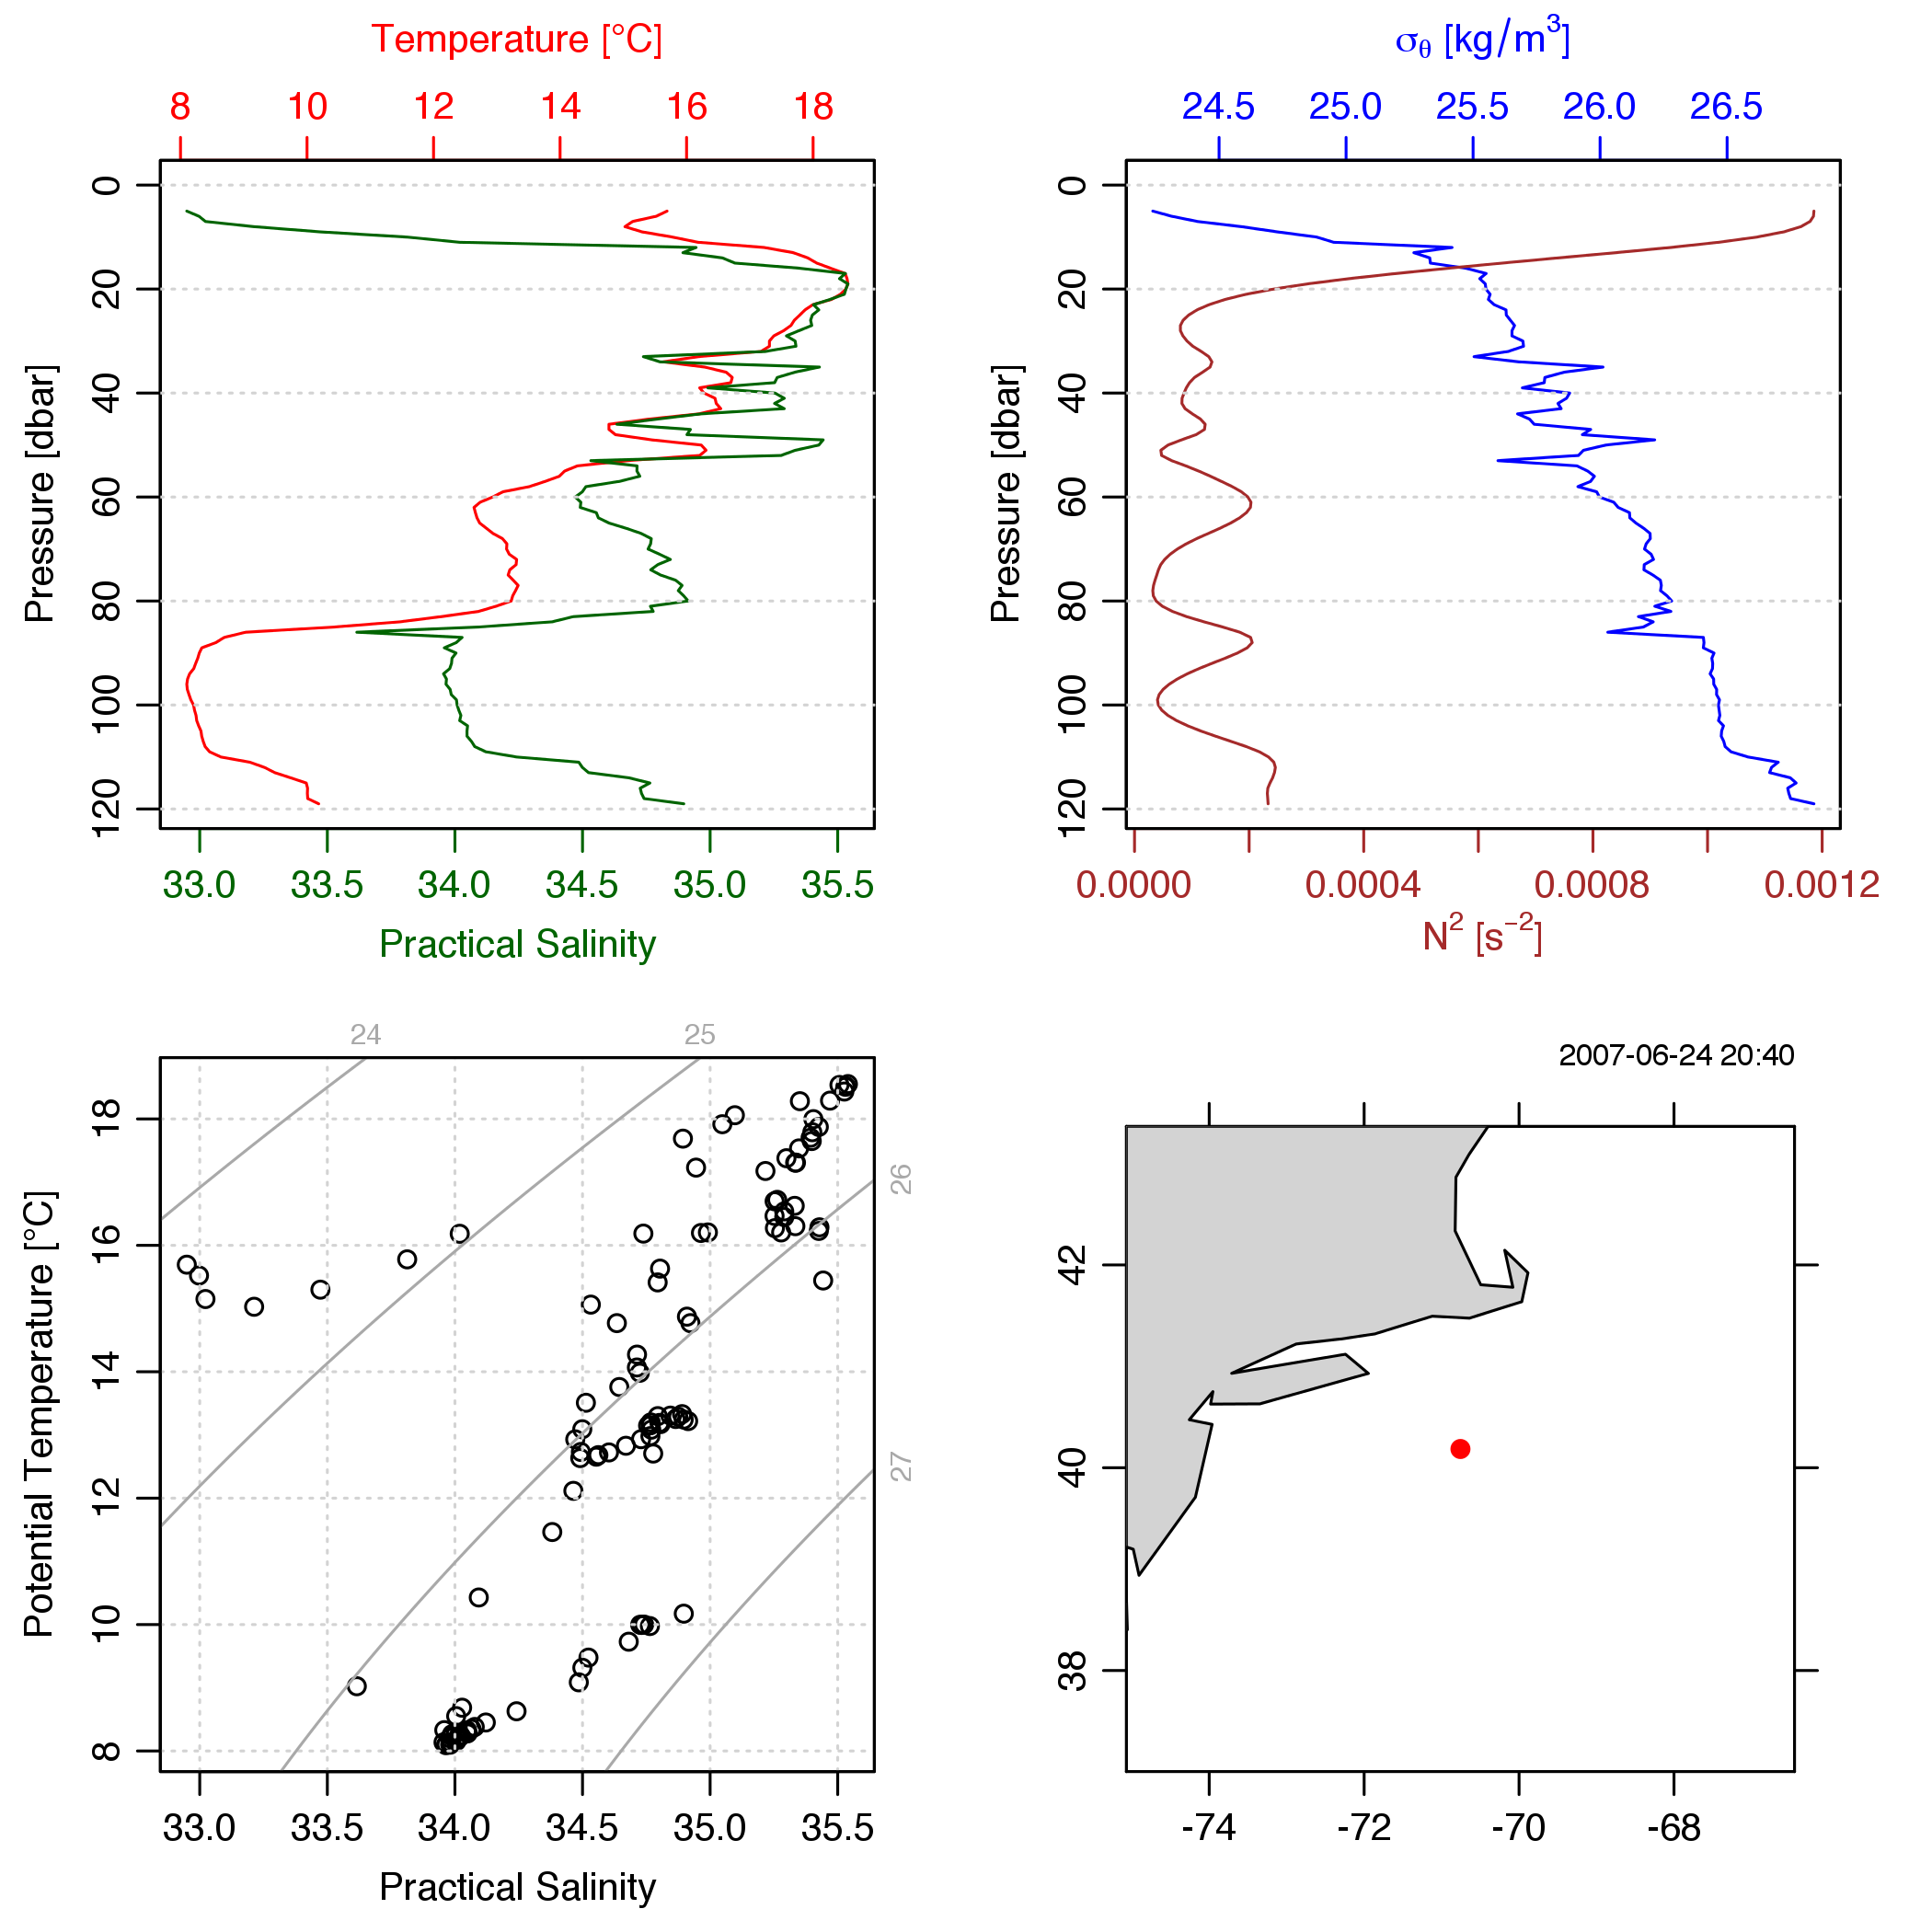 Temperature [°C]
8 10 12 14 16 18
Pressure [dbar]
0 20 40 60 80 100 120
33.0 33.5 34.0 34.5 35.0 35.5
Practical Salinity
σθ [kg/m³]
24.5 25.0 25.5 26.0 26.5
Pressure [dbar]
0 20 40 60 80 100 120
0.0000 0.0004 0.0008 0.0012
N² [s⁻²]
24 25
26
27
Potential Temperature [°C]
18
16
14
12
10
8
33.0 33.5 34.0 34.5 35.0 35.5
Practical Salinity
2007-06-24 20:40
42
40
38
-74 -72 -70 -68